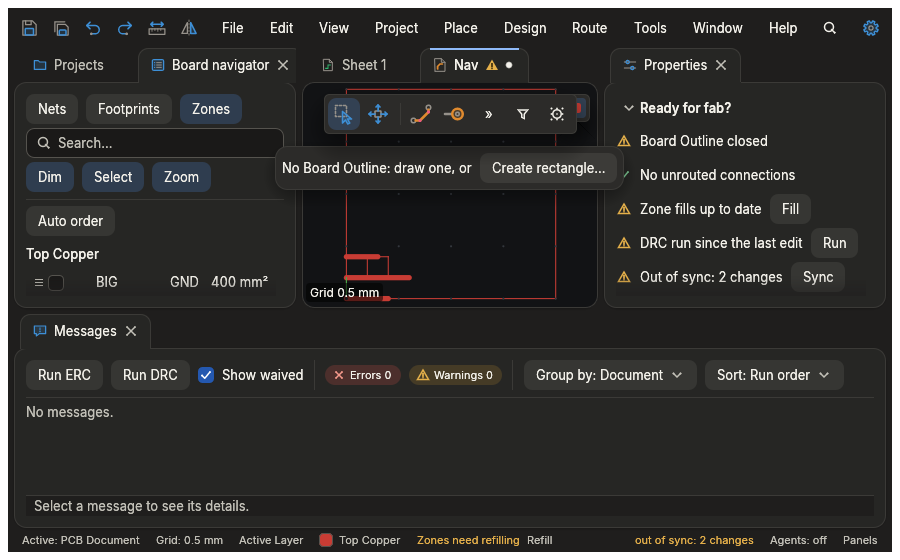 File Edit View Project Place Design Route Tools Window Help
Projects Board navigator Sheet 1 Nav Properties
Nets Footprints Zones
Search...
Dim Select Zoom
Auto order
Top Copper
BIG GND 400 mm²
No Board Outline: draw one, or Create rectangle...
Grid 0.5 mm
Ready for fab?
Board Outline closed
No unrouted connections
Zone fills up to date Fill
DRC run since the last edit Run
Out of sync: 2 changes Sync
Messages
Run ERC Run DRC Show waived Errors 0 Warnings 0 Group by: Document Sort: Run order
No messages.
Select a message to see its details.
Active: PCB Document Grid: 0.5 mm Active Layer Top Copper Zones need refilling Refill out of sync: 2 changes Agents: off Panels